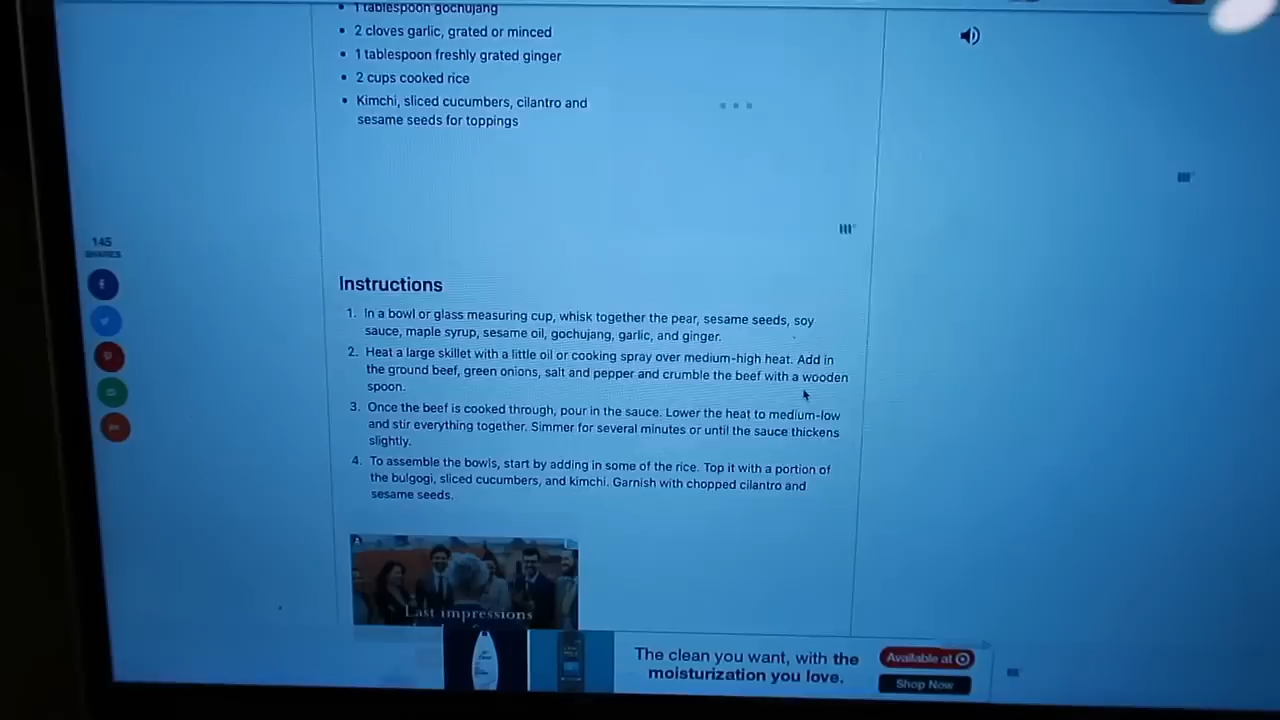 1 tablespoon gochujang
2 cloves garlic, grated or minced
1 tablespoon freshly grated ginger
2 cups cooked rice
Kimchi, sliced cucumbers, cilantro and
sesame seeds for toppings
145
SHARES
Instructions
1. In a bowl or glass measuring cup, whisk together the pear, sesame seeds, soy
sauce, maple syrup, sesame oil, gochujang, garlic, and ginger.
2. Heat a large skillet with a little oil or cooking spray over medium-high heat. Add in
the ground beef, green onions, salt and pepper and crumble the beef with a wooden
spoon.
3. Once the beef is cooked through, pour in the sauce. Lower the heat to medium-low
and stir everything together. Simmer for several minutes or until the sauce thickens
slightly.
4. To assemble the bowls, start by adding in some of the rice. Top it with a portion of
the bulgogi, sliced cucumbers, and kimchi. Garnish with chopped cilantro and
sesame seeds.
Last impressions
The clean you want, with the
moisturization you love.
Available at
Shop Now